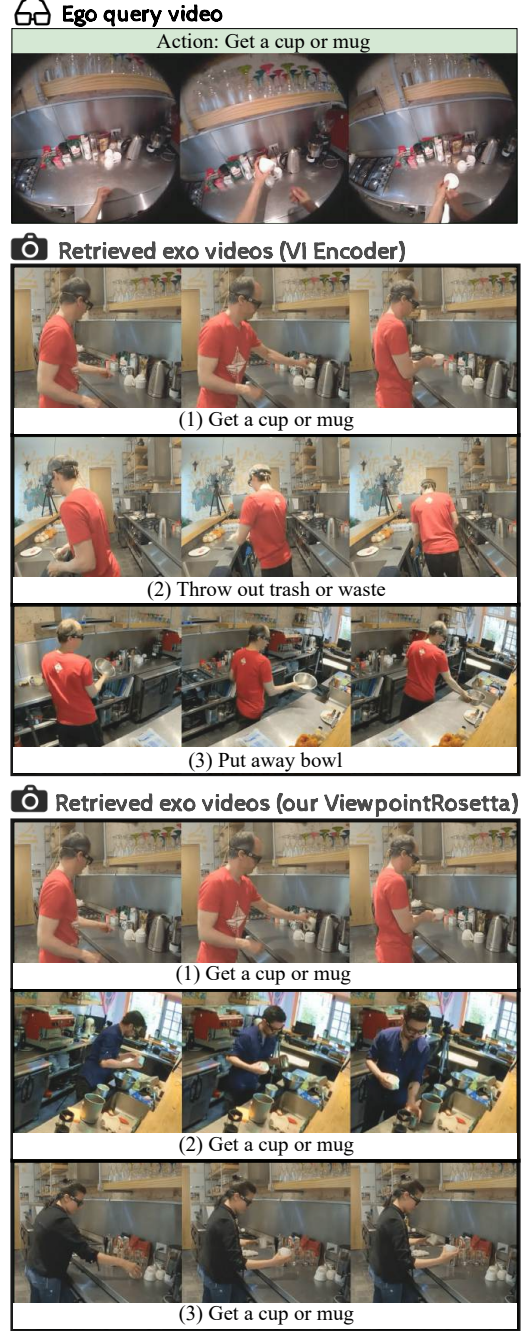 Ego query video
Action: Get a cup or mug
Retrieved exo videos (VI Encoder)
(1) Get a cup or mug
(2) Throw out trash or waste
(3) Put away bowl
Retrieved exo videos (our ViewpointRosetta)
(1) Get a cup or mug
(2) Get a cup or mug
(3) Get a cup or mug